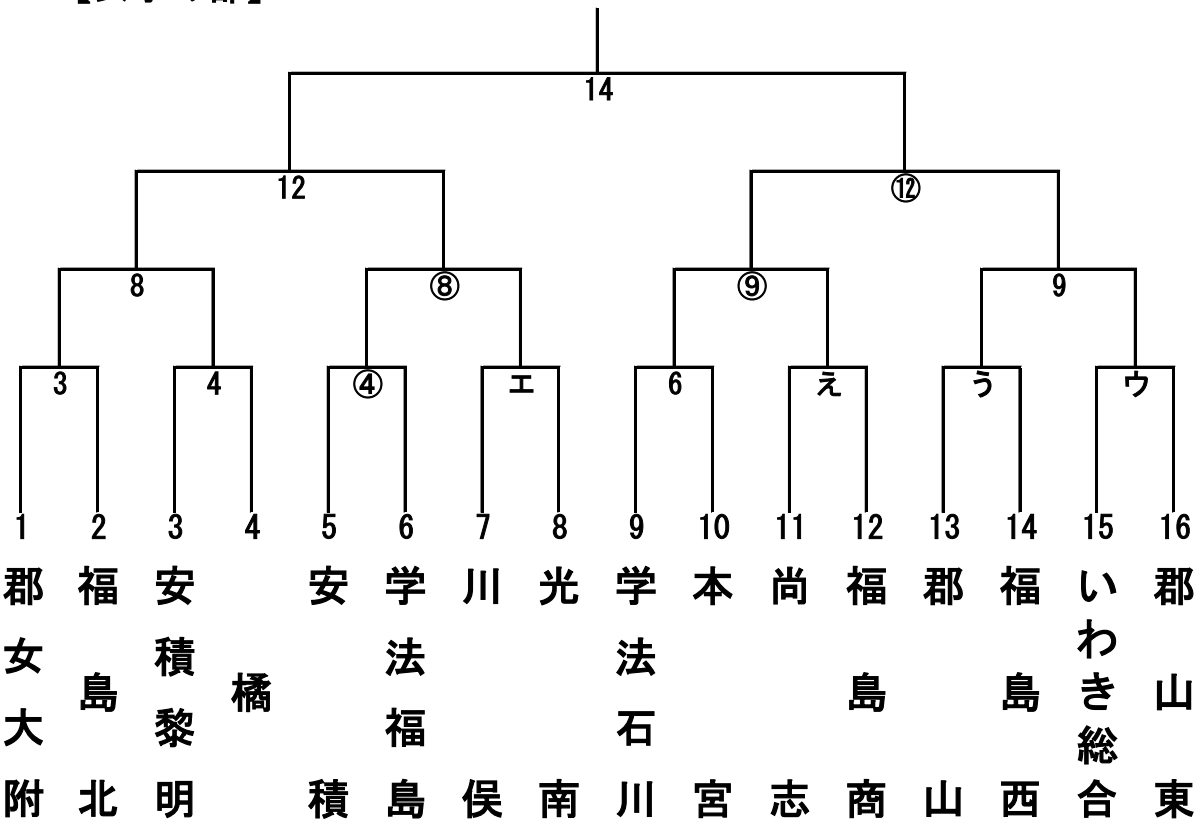 14
12 ⑫
8 ⑧ ⑨ 9
3 4 ④ エ 6 え う ウ
1 2 3 4 5 6 7 8 9 10 11 12 13 14 15 16
郡女大附
福島北
安積黎明
橘
安積
学法福島
川俣
光南
学法石川
本宮
尚志
福島商
郡山
福島西
いわき総合
郡山東